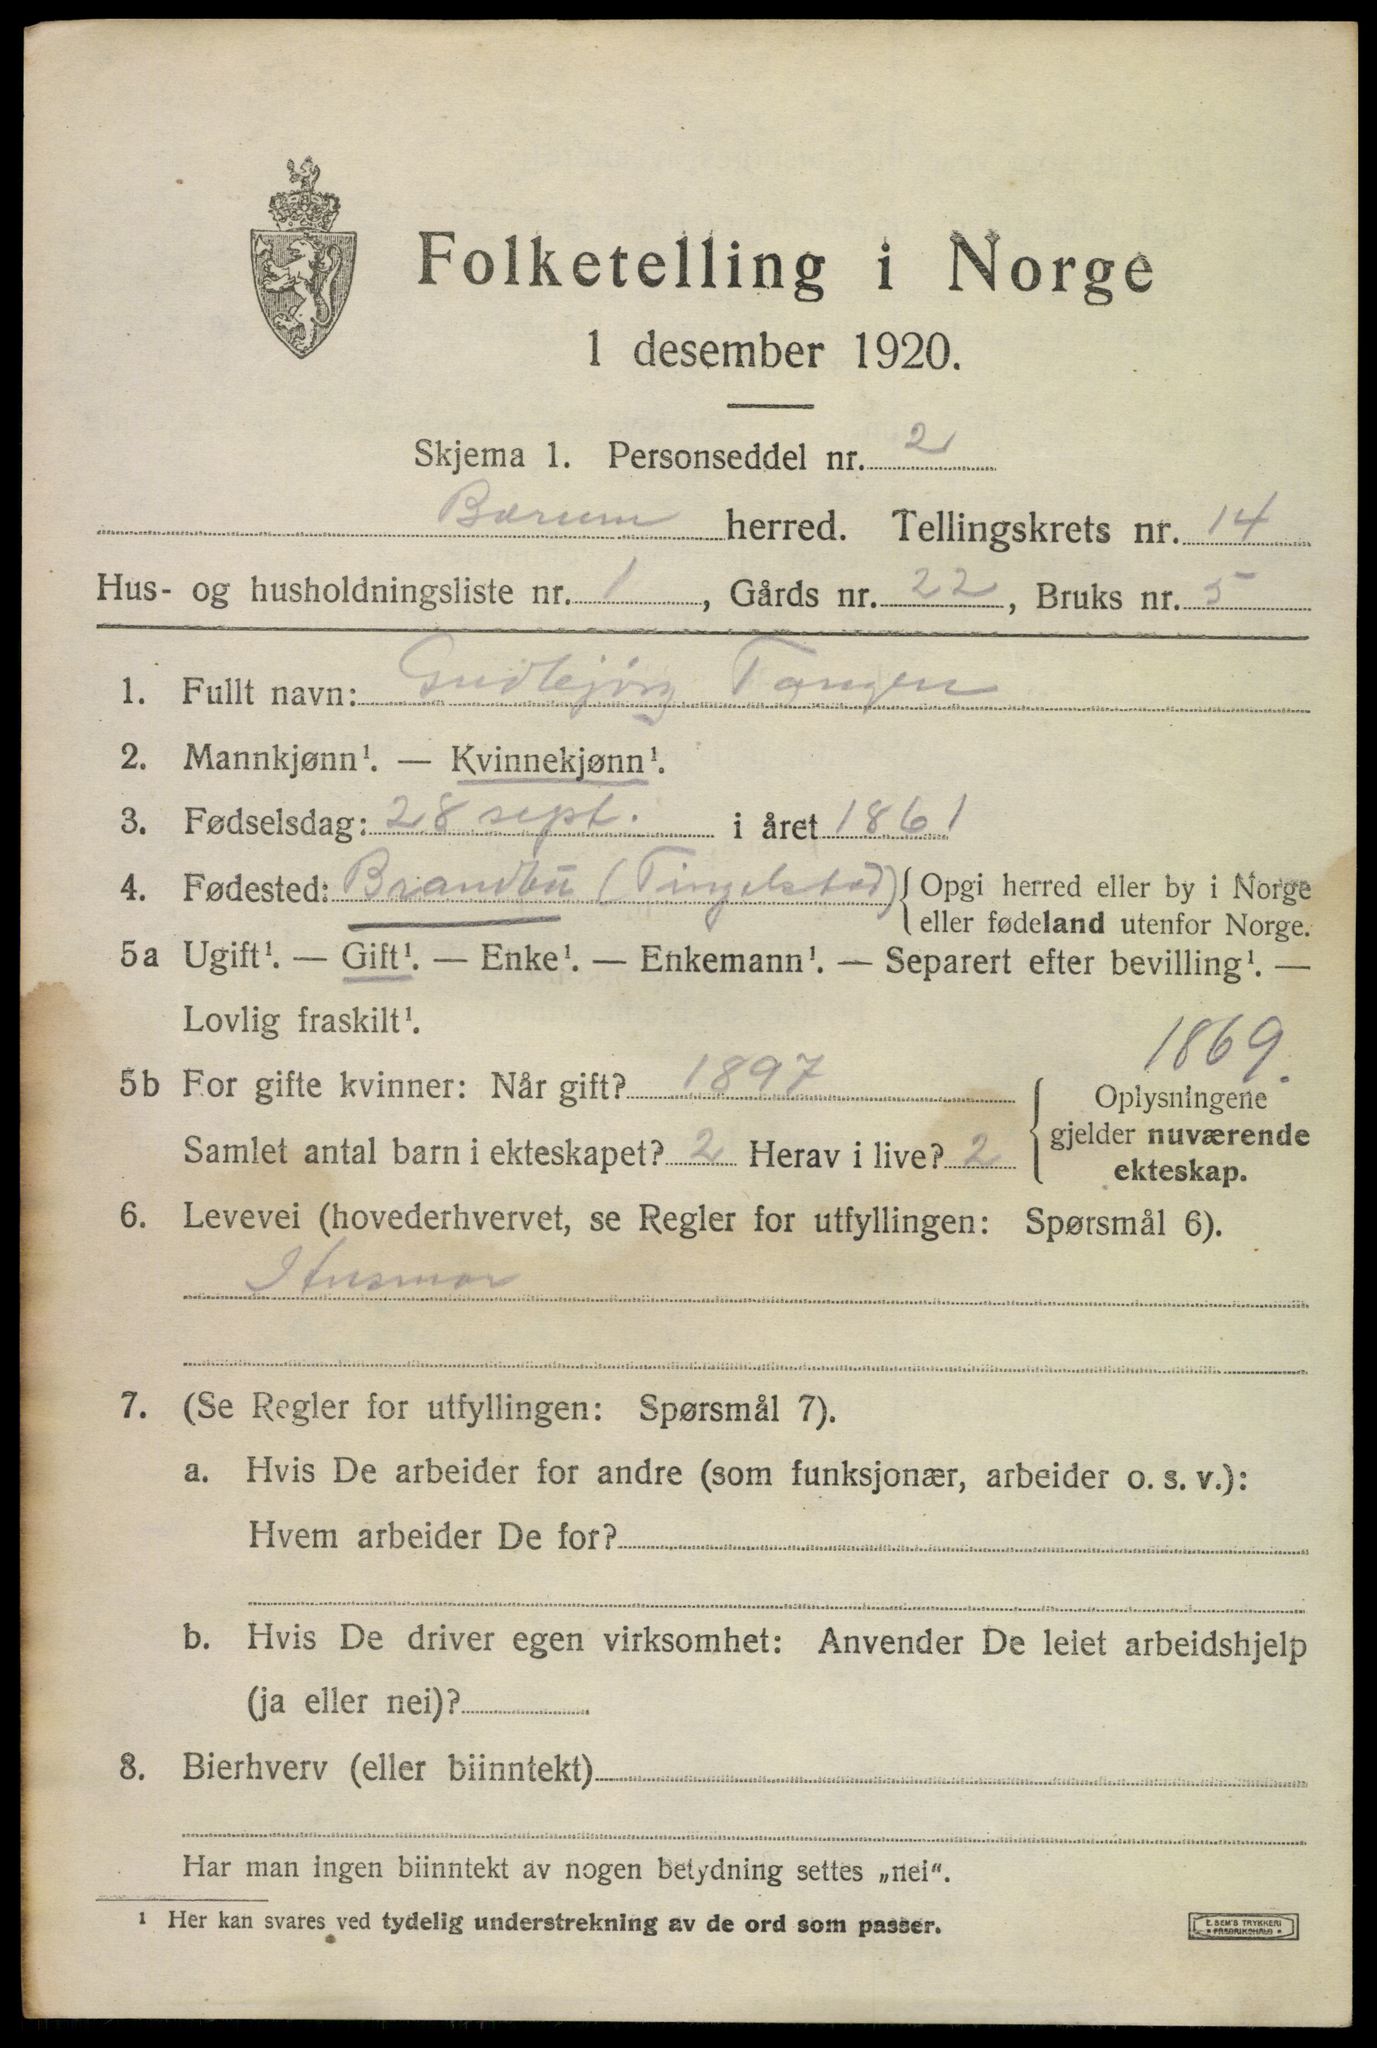 Folketelling i Norge
1 desember 1920.
Skjema 1. Personseddel nr. 2
Bærum herred. Tellingskrets nr. 14
Hus- og husholdningsliste nr. 1, Gårds nr. 22, Bruks nr. 5
1. Fullt navn: Gudbjørg Tangen
2. Mannkjønn¹. — Kvinnekjønn¹.
3. Fødselsdag: 28 sept. i året 1861
4. Fødested: Brandbu (Tingelstad) { Opgi herred eller by i Norge
eller fødeland utenfor Norge.
5a Ugift¹. — Gift¹. — Enke¹. — Enkemann¹. — Separert efter bevilling¹. —
Lovlig fraskilt¹.
1869.
5b For gifte kvinner: Når gift? 1897
Samlet antal barn i ekteskapet? 2 Herav i live? 2
Oplysningene
gjelder nuværende
ekteskap.
6. Levevei (hovederhvervet, se Regler for utfyllingen: Spørsmål 6).
Husmor
7. (Se Regler for utfyllingen: Spørsmål 7).
a. Hvis De arbeider for andre (som funksjonær, arbeider o. s. v.):
Hvem arbeider De for?
b. Hvis De driver egen virksomhet: Anvender De leiet arbeidshjelp
(ja eller nei)?
8. Bierhverv (eller biinntekt)
Har man ingen biinntekt av nogen betydning settes „nei“.
¹ Her kan svares ved tydelig understrekning av de ord som passer.
E. SEM'S TRYKKERI
FREDRIKSHALD